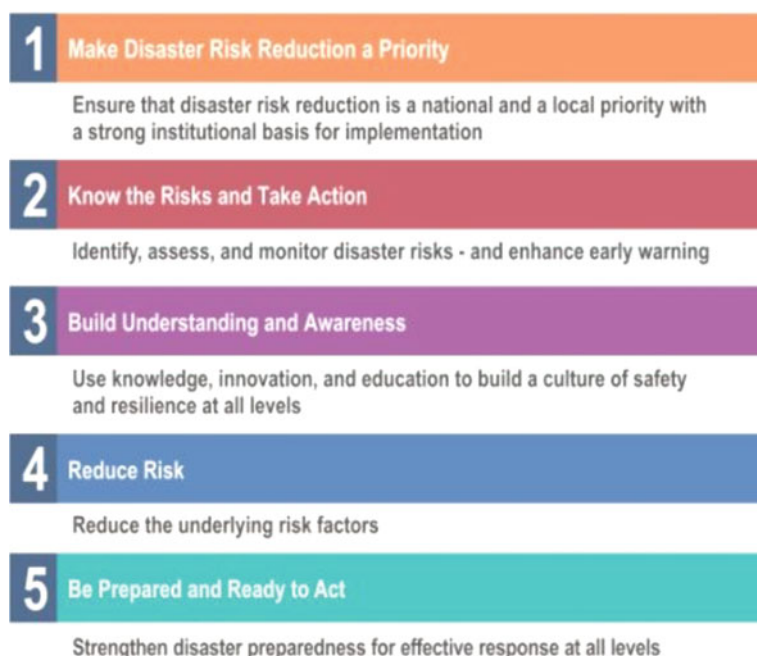 1 Make Disaster Risk Reduction a Priority
Ensure that disaster risk reduction is a national and a local priority with
a strong institutional basis for implementation
2 Know the Risks and Take Action
Identify, assess, and monitor disaster risks - and enhance early warning
3 Build Understanding and Awareness
Use knowledge, innovation, and education to build a culture of safety
and resilience at all levels
4 Reduce Risk
Reduce the underlying risk factors
5 Be Prepared and Ready to Act
Strengthen disaster preparedness for effective response at all levels